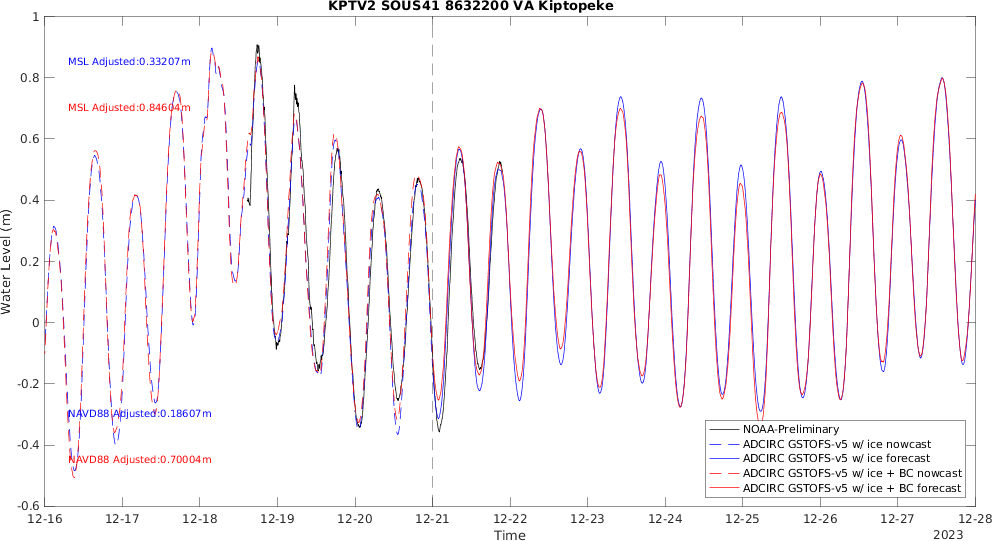 KPTV2 SOUS41 8632200 VA Kiptopeke
1
0.8
0.6
0.4
0.2
0
-0.2
-0.4
-0.6
Water Level (m)
MSL Adjusted:0.33207m
MSL Adjusted:0.84604m
NAVD88 Adjusted:0.18607m
NAVD88 Adjusted:0.70004m
NOAA-Preliminary
ADCIRC GSTOFS-v5 w/ ice nowcast
ADCIRC GSTOFS-v5 w/ ice forecast
ADCIRC GSTOFS-v5 w/ ice + BC nowcast
ADCIRC GSTOFS-v5 w/ ice + BC forecast
12-16 12-17 12-18 12-19 12-20 12-21 12-22 12-23 12-24 12-25 12-26 12-27 12-28
Time
2023